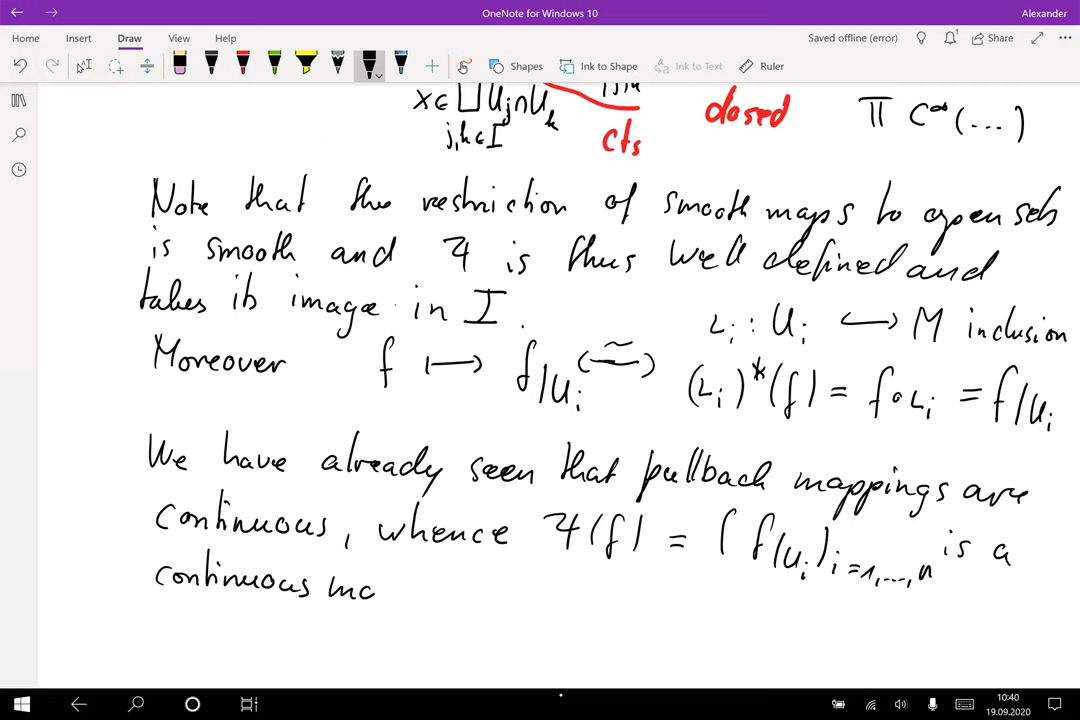 OneNote for Windows 10
Alexander
Home Insert Draw View Help
Saved offline (error)
Share
Shapes
Ink to Shape
Ink to Text
Ruler
x∈ ⨆ Uj∩Uk
j,k∈I
cts
closed
∏ C^∞(...)
Note that the restriction of smooth maps to open sets
is smooth and Ψ is thus well defined and
takes its image in I.
ι_i : U_i ↪ M inclusion
Moreover f ⟼ f|U_i (≅) (ι_i)*(f) = f∘ι_i = f|U_i
We have already seen that pullback mappings are
continuous, whence Ψ(f) = (f|U_i)_{i=1,...,n} is a
continuous ma
10:40
19.09.2020